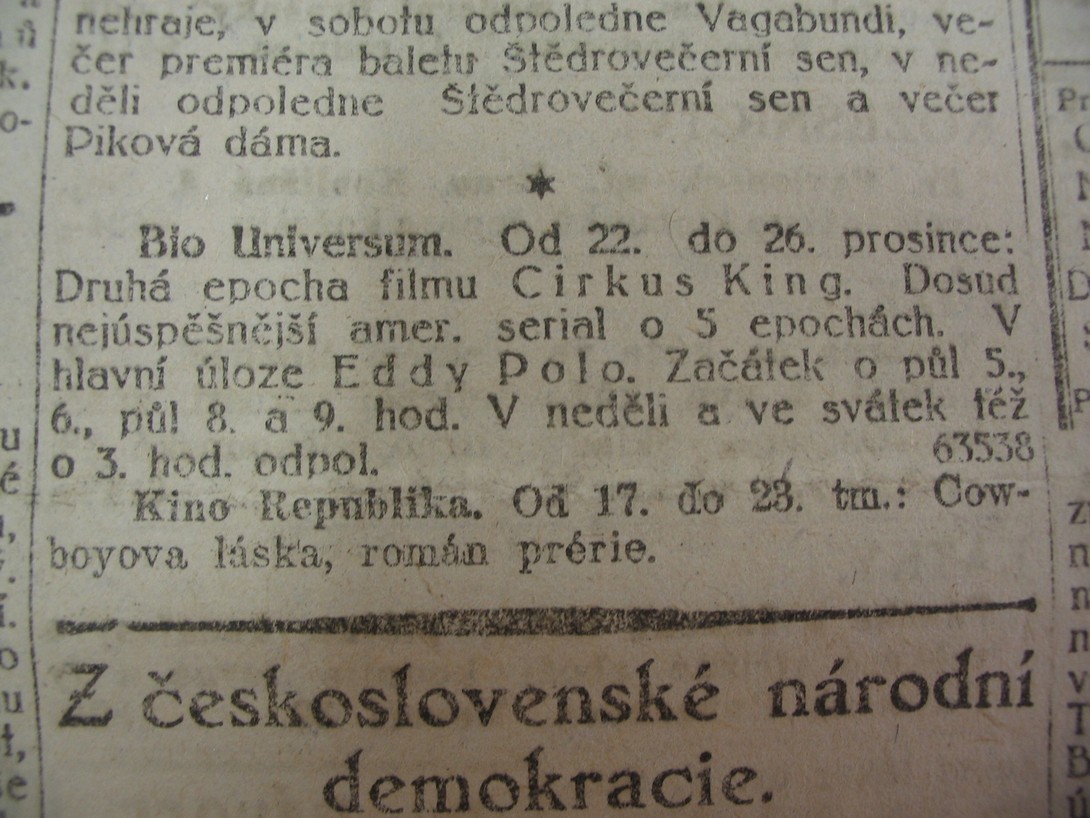 nehraje, v sobotu odpoledne Vagabundi, ve-
čer premiéra baletu Štědrovečerní sen, v ne-
děli odpoledne Štědrovečerní sen a večer
Piková dáma.
*
Bio Universum. Od 22. do 26. prosince:
Druhá epocha filmu Cirkus King. Dosud
nejúspěšnější amer. serial o 5 epochách. V
hlavní úloze Eddy Polo. Začátek o půl 5.,
6., půl 8. a 9. hod. V neděli a ve svátek též
o 3. hod. odpol. 63538
Kino Republika. Od 17. do 23. tm.: Cow-
boyova láska, román prérie.
Z československé národní
demokracie.